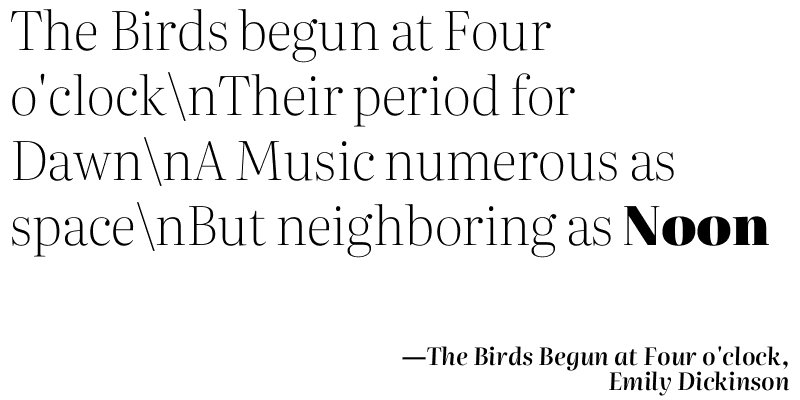 The Birds begun at Four
o'clock\nTheir period for
Dawn\nA Music numerous as
space\nBut neighboring as Noon
—The Birds Begun at Four o'clock,
Emily Dickinson